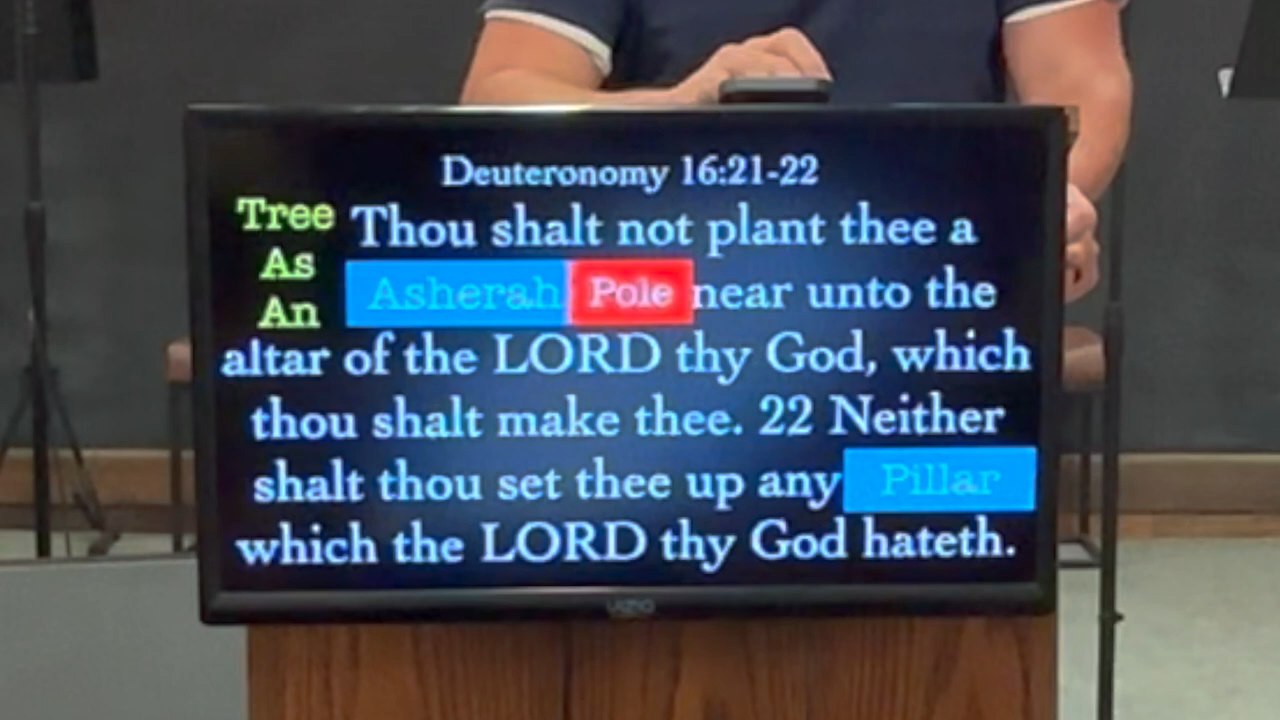 Deuteronomy 16:21-22
Tree
As
An
Thou shalt not plant thee a
Asherah Pole near unto the
altar of the LORD thy God, which
thou shalt make thee. 22 Neither
shalt thou set thee up any Pillar
which the LORD thy God hateth.
VIZIO